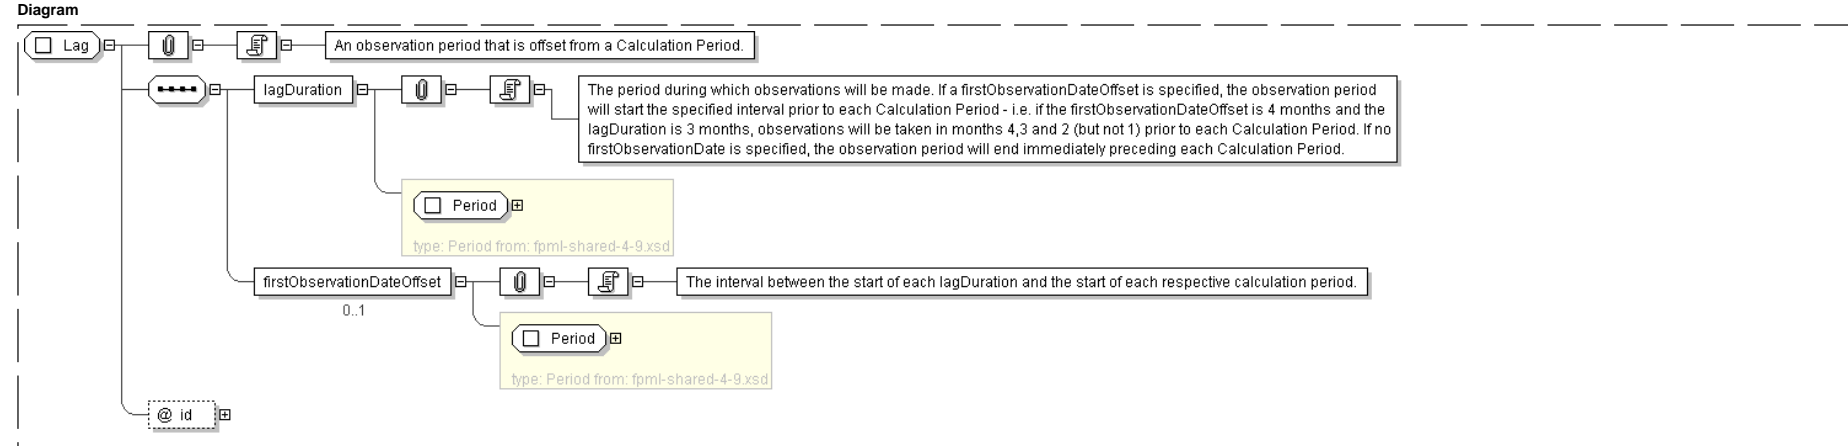 Diagram
Lag
An observation period that is offset from a Calculation Period.
lagDuration
The period during which observations will be made. If a firstObservationDateOffset is specified, the observation period
will start the specified interval prior to each Calculation Period - i.e. if the firstObservationDateOffset is 4 months and the
lagDuration is 3 months, observations will be taken in months 4,3 and 2 (but not 1) prior to each Calculation Period. If no
firstObservationDate is specified, the observation period will end immediately preceding each Calculation Period.
Period
type: Period from: fpml-shared-4-9.xsd
firstObservationDateOffset
The interval between the start of each lagDuration and the start of each respective calculation period.
0..1
Period
type: Period from: fpml-shared-4-9.xsd
@ id